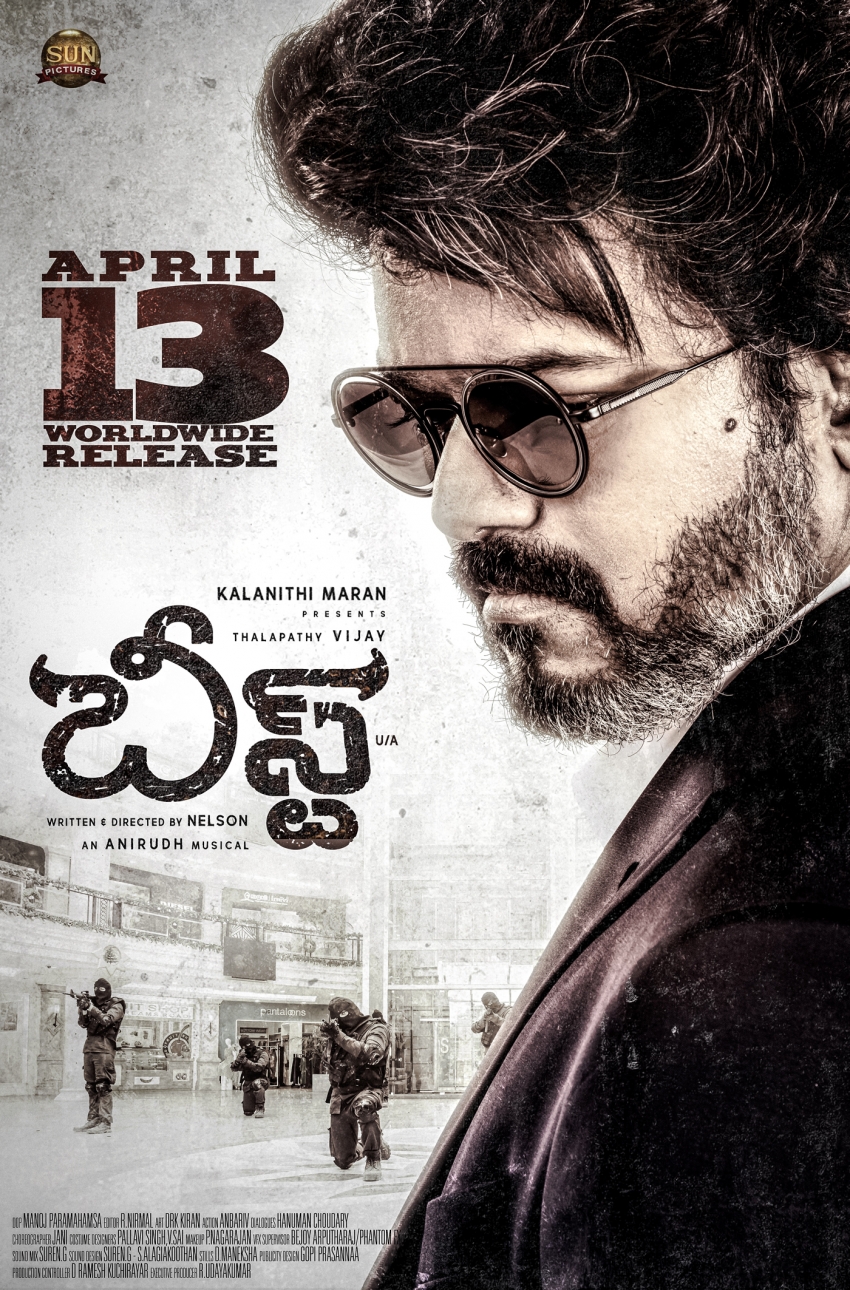 SUN
PICTURES
APRIL
13
WORLDWIDE
RELEASE
KALANITHI MARAN
PRESENTS
THALAPATHY VIJAY
బీస్ట్
U/A
WRITTEN & DIRECTED BY NELSON
AN ANIRUDH MUSICAL
pantaloons
DOP MANOJ PARAMAHAMSA EDITOR R.NIRMAL ART DRK KIRAN ACTION ANBARIV DIALOGUES HANUMAN CHOUDARY
CHOREOGRAPHER JANI COSTUME DESIGNERS PALLAVI SINGH,V.SAI MAKEUP P.NAGARAJAN VFX SUPERVISOR BEJOY ARPUTHARAJ/PHANTOM
SOUND MIX SUREN.G SOUND DESIGN SUREN.G - S.ALAGIAKOOTHAN STILLS D.MANEKSHA PUBLICITY DESIGN GOPI PRASANNAA
PRODUCTION CONTROLLER D RAMESH KUCHIRAYAR EXECUTIVE PRODUCER R.UDAYAKUMAR